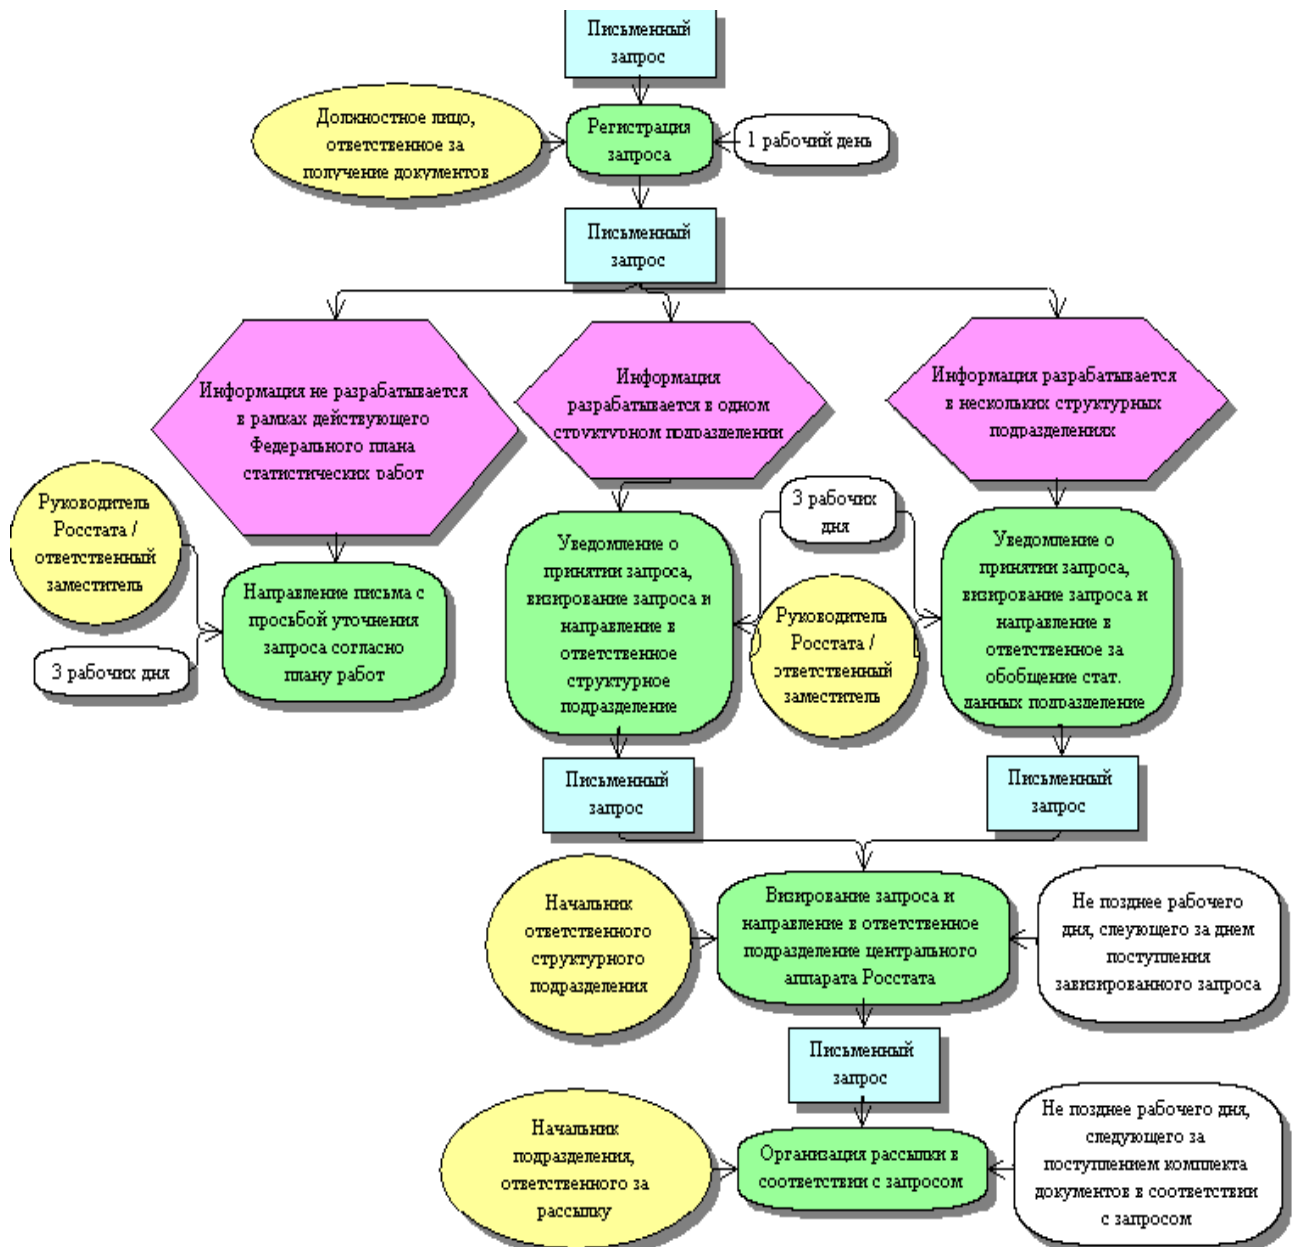 Письменный
запрос
Должностное лицо,
ответственное за
получение документов
Регистрация
запроса
1 рабочий день
Письменный
запрос
Информация не разрабатывается
в рамках действующего
Федерального плана
статистических работ
Информация
разрабатывается в одном
структурном подразделении
Информация разрабатывается
в нескольких структурных
подразделениях
Руководитель
Росстата /
ответственный
заместитель
3 рабочих дня
Направление письма с
просьбой уточнения
запроса согласно
плану работ
Уведомление о
принятии запроса,
визирование запроса и
направление в
ответственное
структурное
подразделение
3 рабочих
дня
Руководитель
Росстата /
ответственный
заместитель
Уведомление о
принятии запроса,
визирование запроса и
направление в
ответственное за
обобщение стат.
данных подразделение
Письменный
запрос
Письменный
запрос
Начальник
ответственного
структурного
подразделения
Визирование запроса и
направление в ответственное
подразделение центрального
аппарата Росстата
Не позднее рабочего
дня, слеующего за днем
поступления
завизированного запроса
Письменный
запрос
Начальник
подразделения,
ответственного за
рассылку
Организация рассылки в
соответствии с запросом
Не позднее рабочего дня,
следующего за
поступлением комплекта
документов в соответствии
с запросом